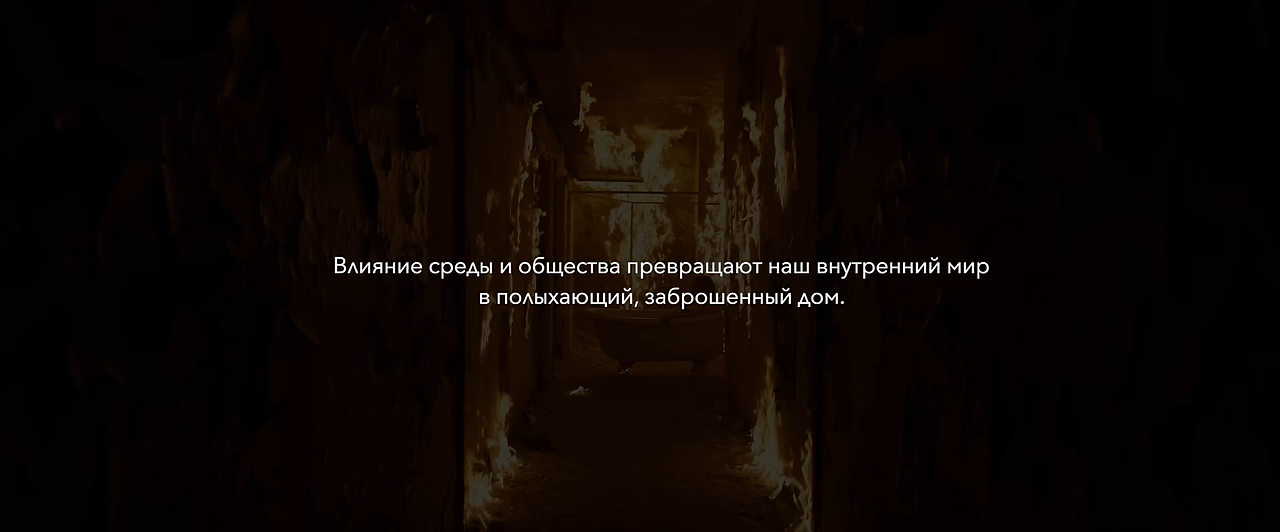 Влияние среды и общества превращают наш внутренний мир
в полыхающий, заброшенный дом.